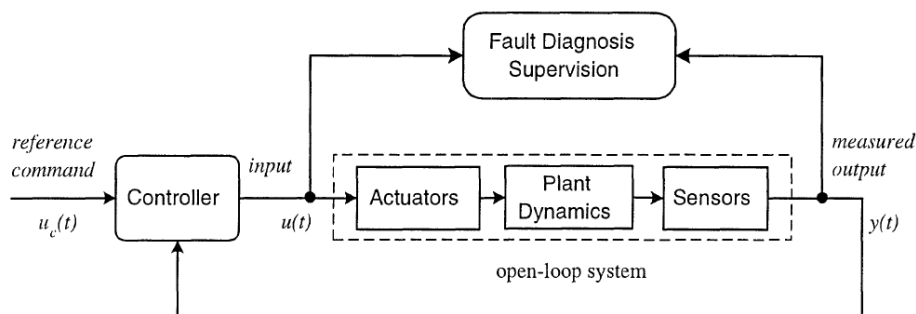 Fault Diagnosis
Supervision
reference
command
input
measured
output
Controller
Actuators
Plant
Dynamics
Sensors
u_c(t)
u(t)
y(t)
open-loop system